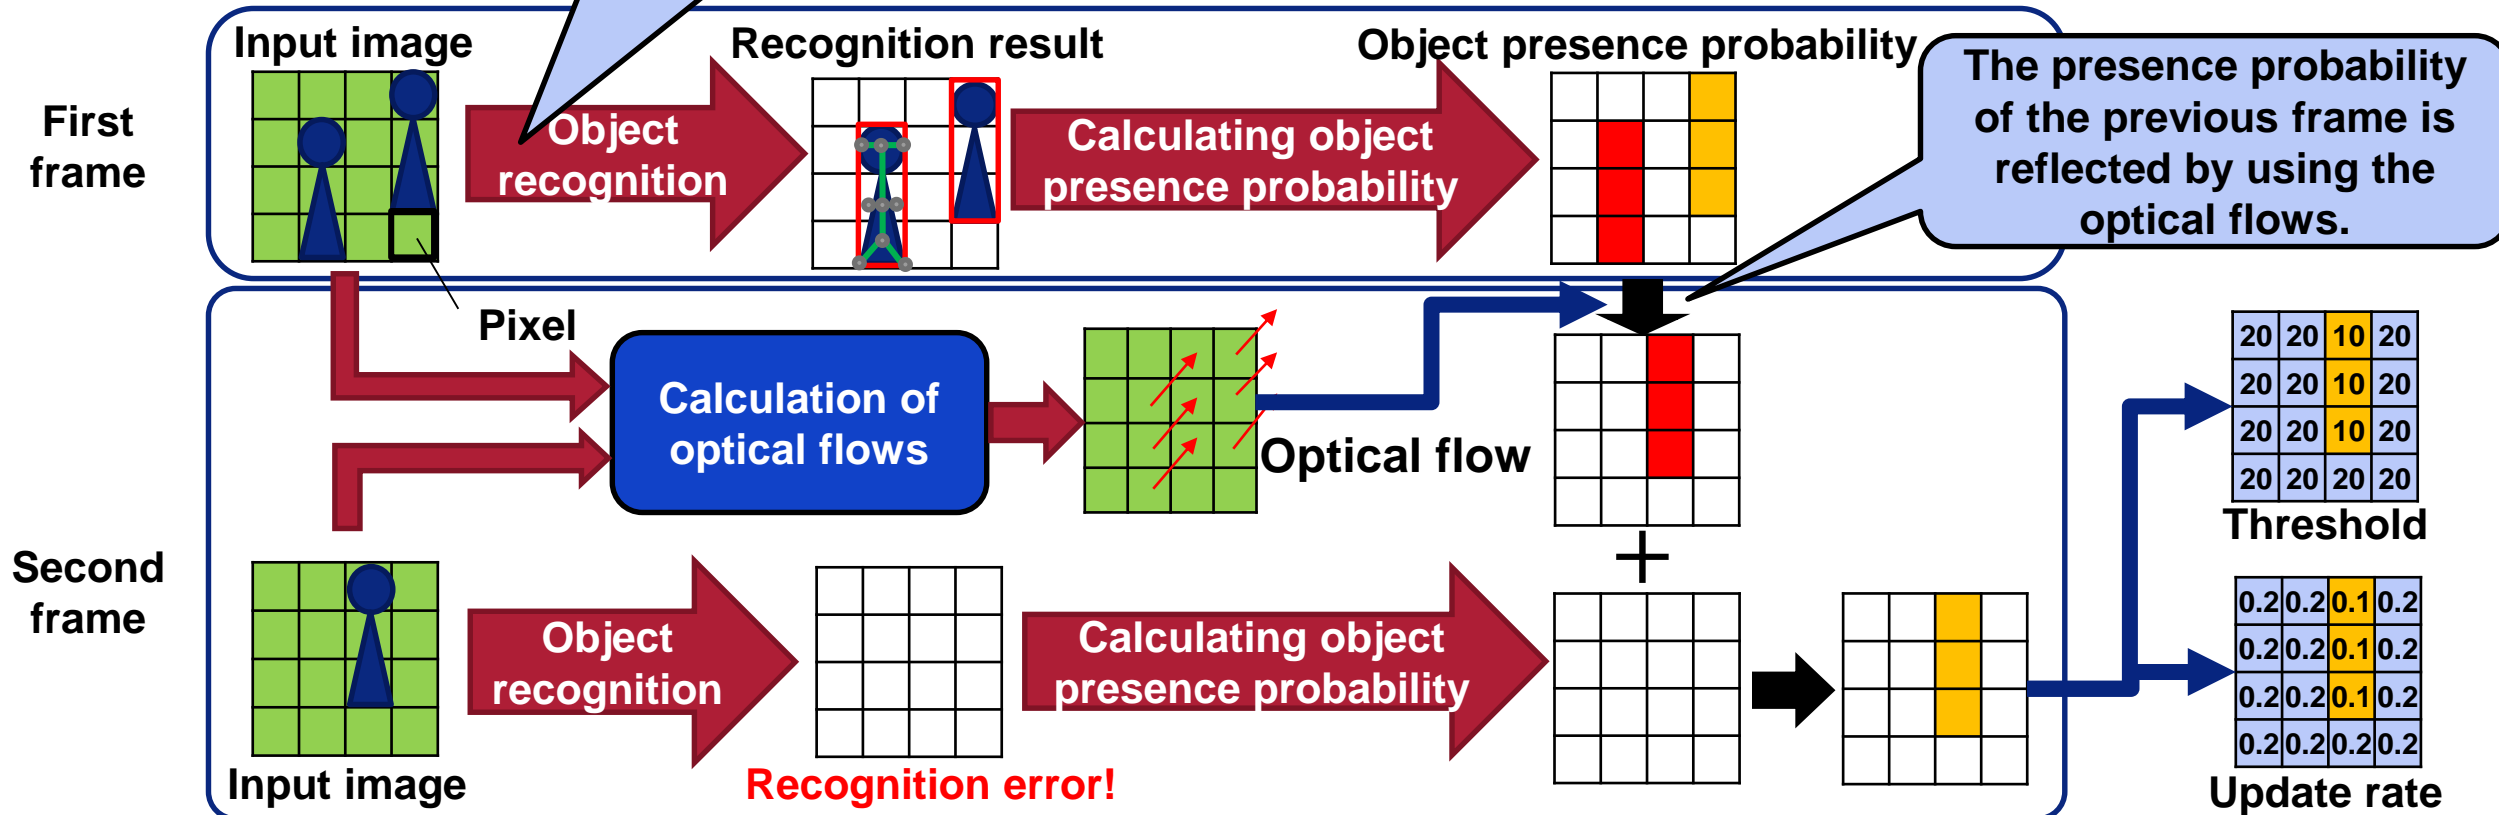 Input image
Recognition result
Object presence probability
First
frame
Object
recognition
Calculating object
presence probability
The presence probability
of the previous frame is
reflected by using the
optical flows.
Pixel
Calculation of
optical flows
Optical flow
20 20 10 20
20 20 10 20
20 20 10 20
20 20 20 20
Threshold
Second
frame
Object
recognition
Calculating object
presence probability
Input image
Recognition error!
0.2 0.2 0.1 0.2
0.2 0.2 0.1 0.2
0.2 0.2 0.1 0.2
0.2 0.2 0.2 0.2
Update rate